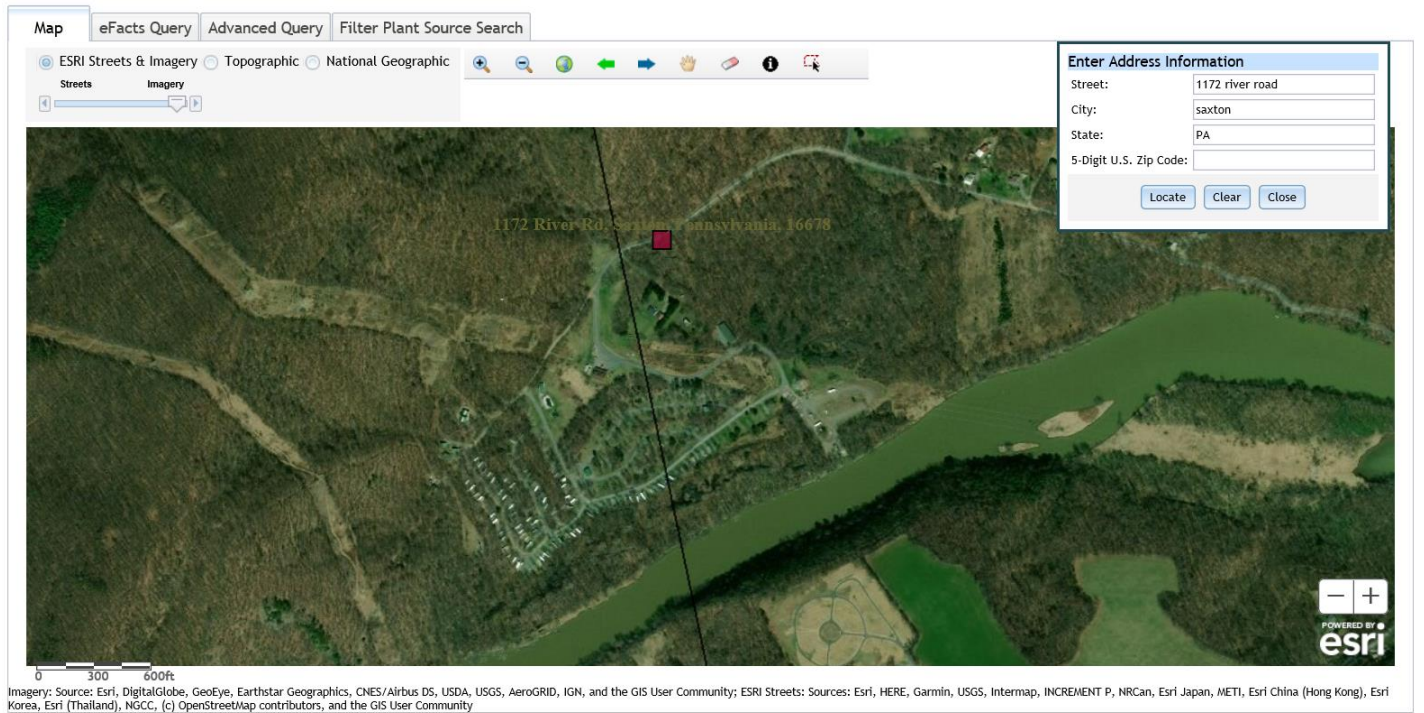 Map eFacts Query Advanced Query Filter Plant Source Search
ESRI Streets & Imagery Topographic National Geographic
Streets Imagery
Enter Address Information
Street: 1172 river road
City: saxton
State: PA
5-Digit U.S. Zip Code:
Locate Clear Close
1172 River Rd, Saxton, Pennsylvania, 16678
POWERED BY
esri
0 300 600ft
Imagery: Source: Esri, DigitalGlobe, GeoEye, Earthstar Geographics, CNES/Airbus DS, USDA, USGS, AeroGRID, IGN, and the GIS User Community; ESRI Streets: Sources: Esri, HERE, Garmin, USGS, Intermap, INCREMENT P, NRCan, Esri Japan, METI, Esri China (Hong Kong), Esri
Korea, Esri (Thailand), NGCC, (c) OpenStreetMap contributors, and the GIS User Community